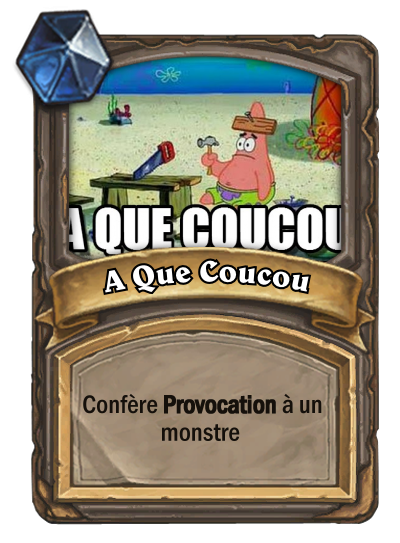 A QUE COUCOU
A Que Coucou
Confère Provocation à un
monstre